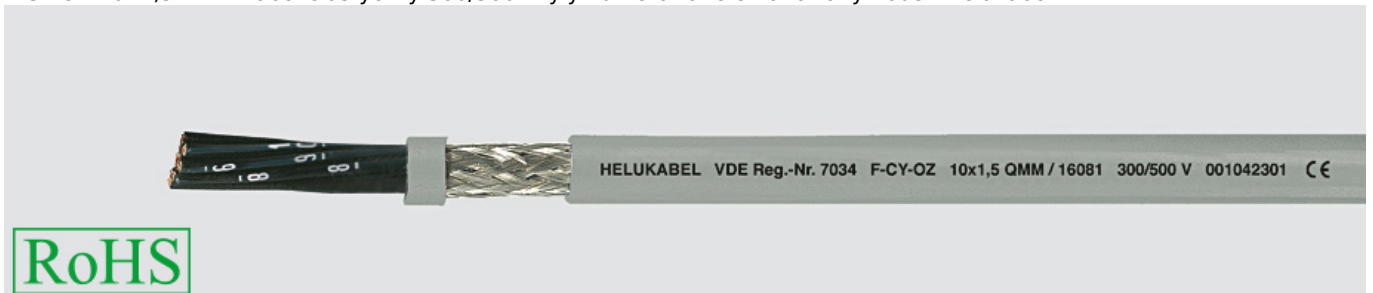 HELUKABEL VDE Reg.-Nr. 7034 F-CY-OZ 10x1,5 QMM / 16081 300/500 V 001042301 CE
RoHS